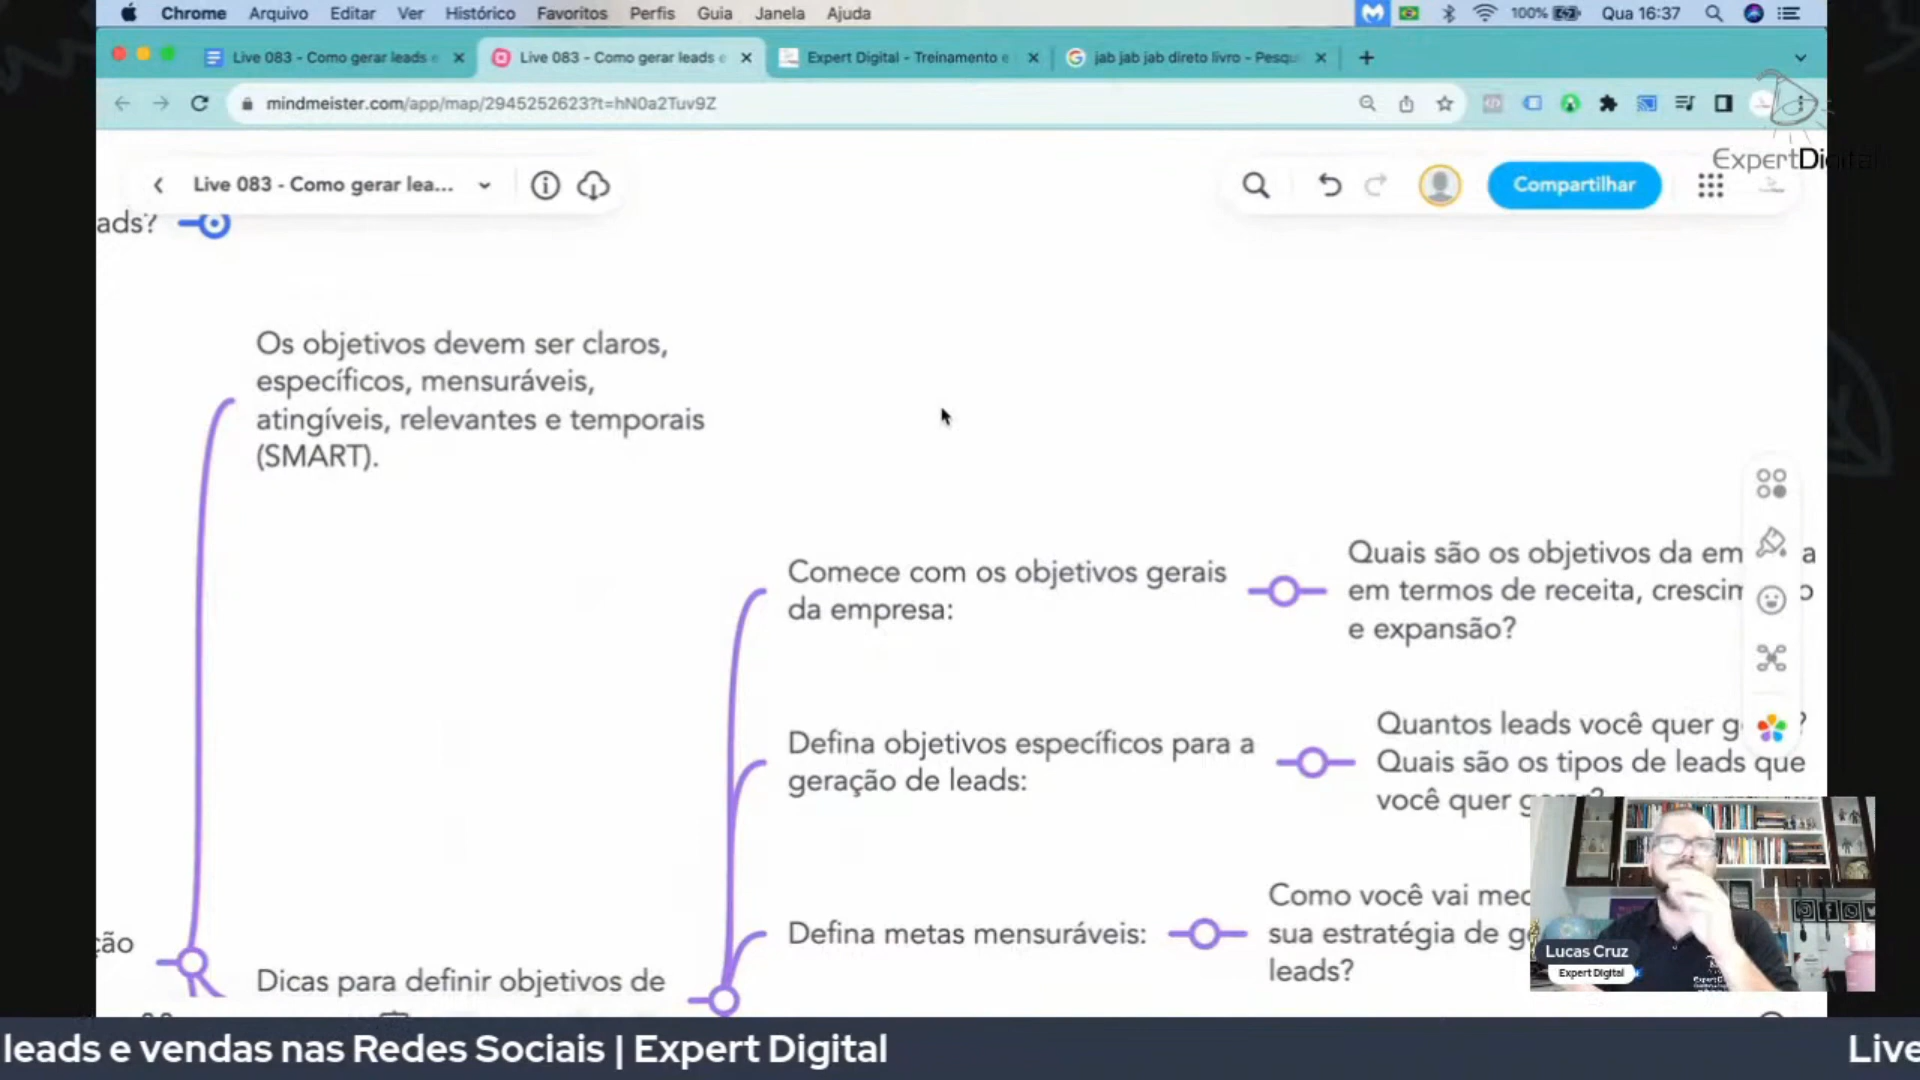 Chrome Arquivo Editar Ver Histórico Favoritos Perfis Guia Janela Ajuda 100% Qua 16:37
Live 083 - Como gerar leads e
Live 083 - Como gerar leads e
Expert Digital - Treinamento e
jab jab jab direto livro - Pesqu
mindmeister.com/app/map/2945252623?t=hN0a2Tuv9Z
ExpertDigital
Live 083 - Como gerar lea...
Compartilhar
ads?
Os objetivos devem ser claros,
específicos, mensuráveis,
atingíveis, relevantes e temporais
(SMART).
Comece com os objetivos gerais
da empresa:
Quais são os objetivos da em a
em termos de receita, crescim o
e expansão?
Defina objetivos específicos para a
geração de leads:
Quantos leads você quer g ?
Quais são os tipos de leads que
você quer
Defina metas mensuráveis:
Como você vai med
sua estratégia de g
leads?
ção
Dicas para definir objetivos de
Lucas Cruz
Expert Digital
leads e vendas nas Redes Sociais | Expert Digital
Live